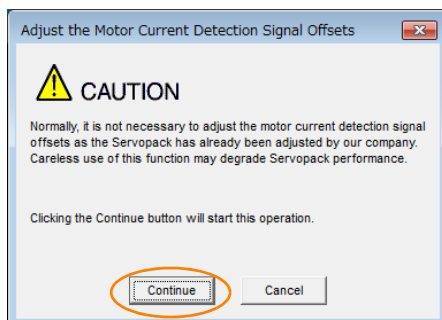 Adjust the Motor Current Detection Signal Offsets
CAUTION
Normally, it is not necessary to adjust the motor current detection signal
offsets as the Servopack has already been adjusted by our company.
Careless use of this function may degrade Servopack performance.
Clicking the Continue button will start this operation.
Continue
Cancel